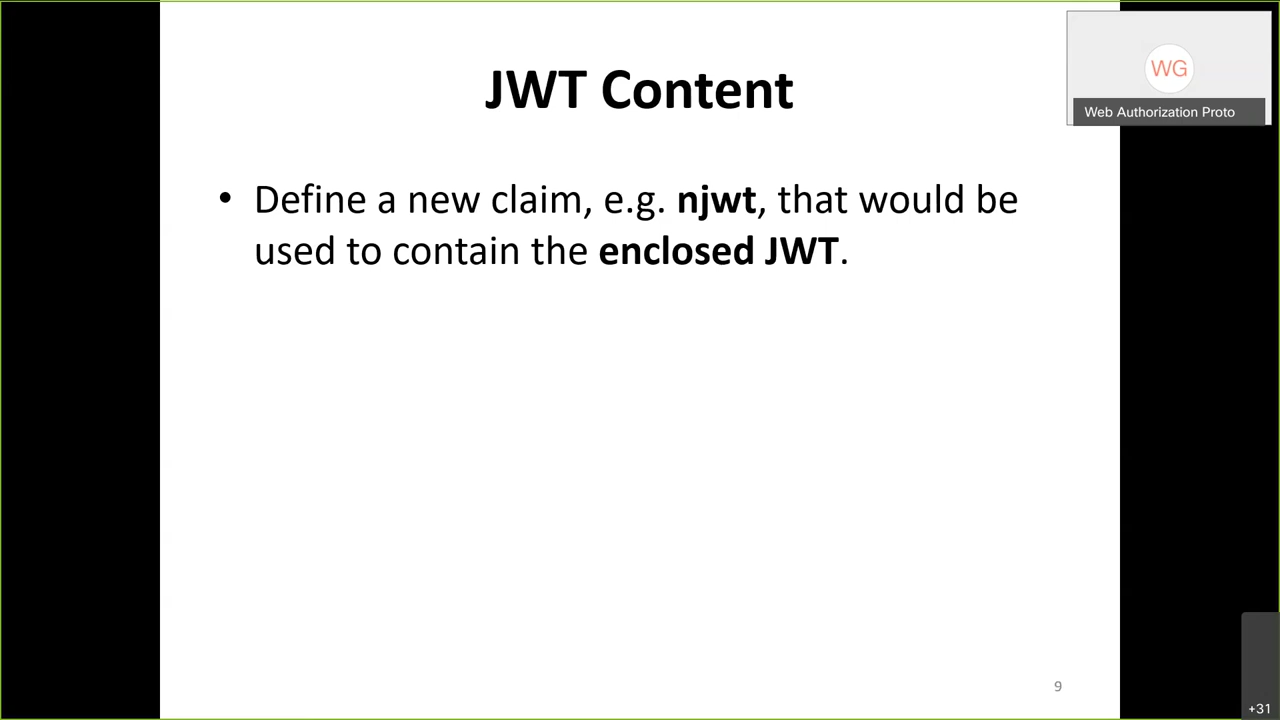 JWT Content
WG
Web Authorization Proto
• Define a new claim, e.g. njwt, that would be
used to contain the enclosed JWT.
9
+31